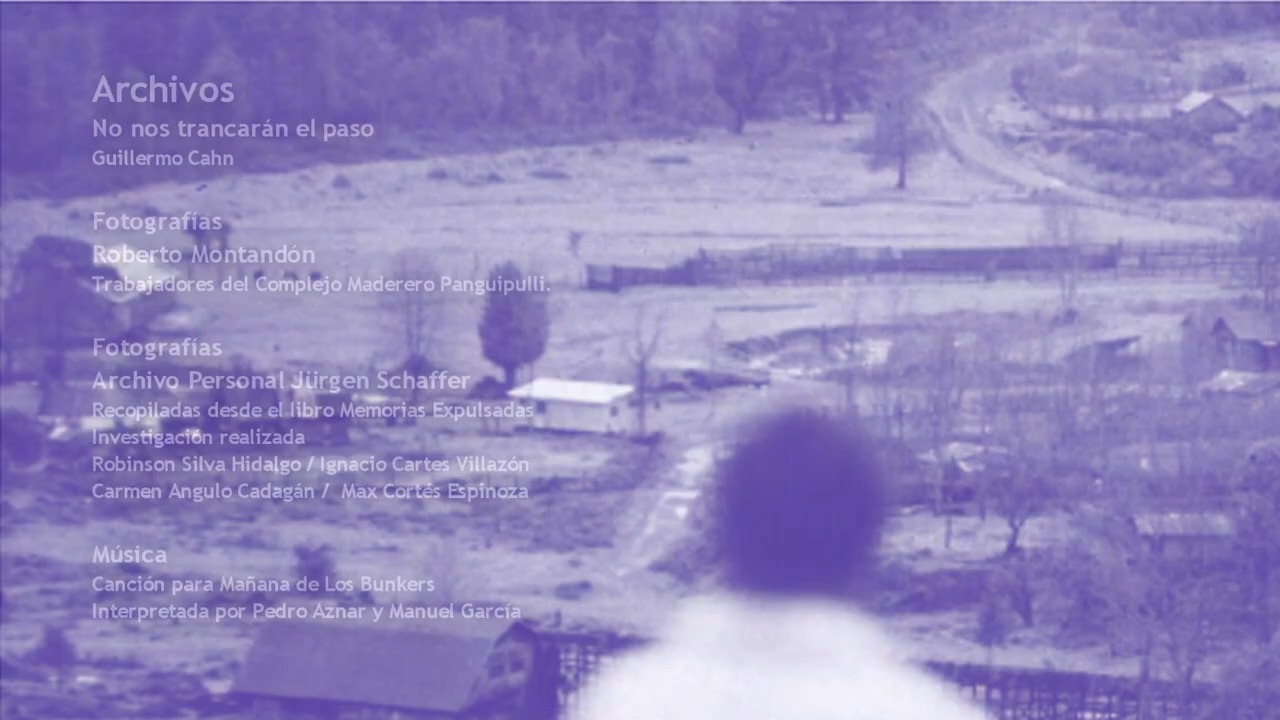 Archivos
No nos trancarán el paso
Guillermo Cahn
Fotografías
Roberto Montandón
Trabajadores del Complejo Maderero Panguipulli.
Fotografías
Archivo Personal Jürgen Schaffer
Recopiladas desde el libro Memorias Expulsadas
Investigación realizada
Robinson Silva Hidalgo / Ignacio Cartes Villazón
Carmen Angulo Cadagán / Max Cortés Espinoza
Música
Canción para Mañana de Los Bunkers
Interpretada por Pedro Aznar y Manuel García